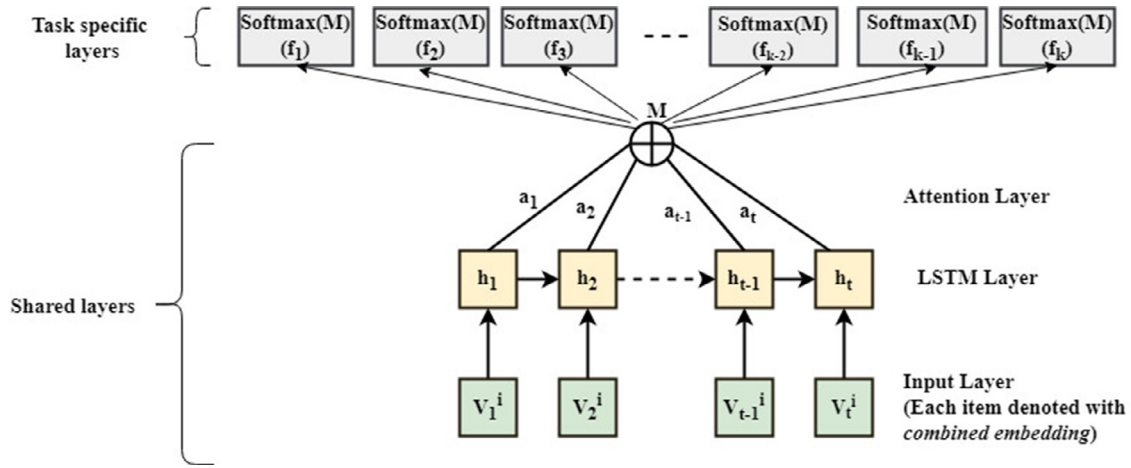 Task specific
layers
Softmax(M)
(f1)
Softmax(M)
(f2)
Softmax(M)
(f3)
Softmax(M)
(fk-2)
Softmax(M)
(fk-1)
Softmax(M)
(fk)
M
a1
a2
at-1
at
Attention Layer
h1
h2
ht-1
ht
LSTM Layer
Shared layers
V1i
V2i
Vt-1i
Vti
Input Layer
(Each item denoted with
combined embedding)